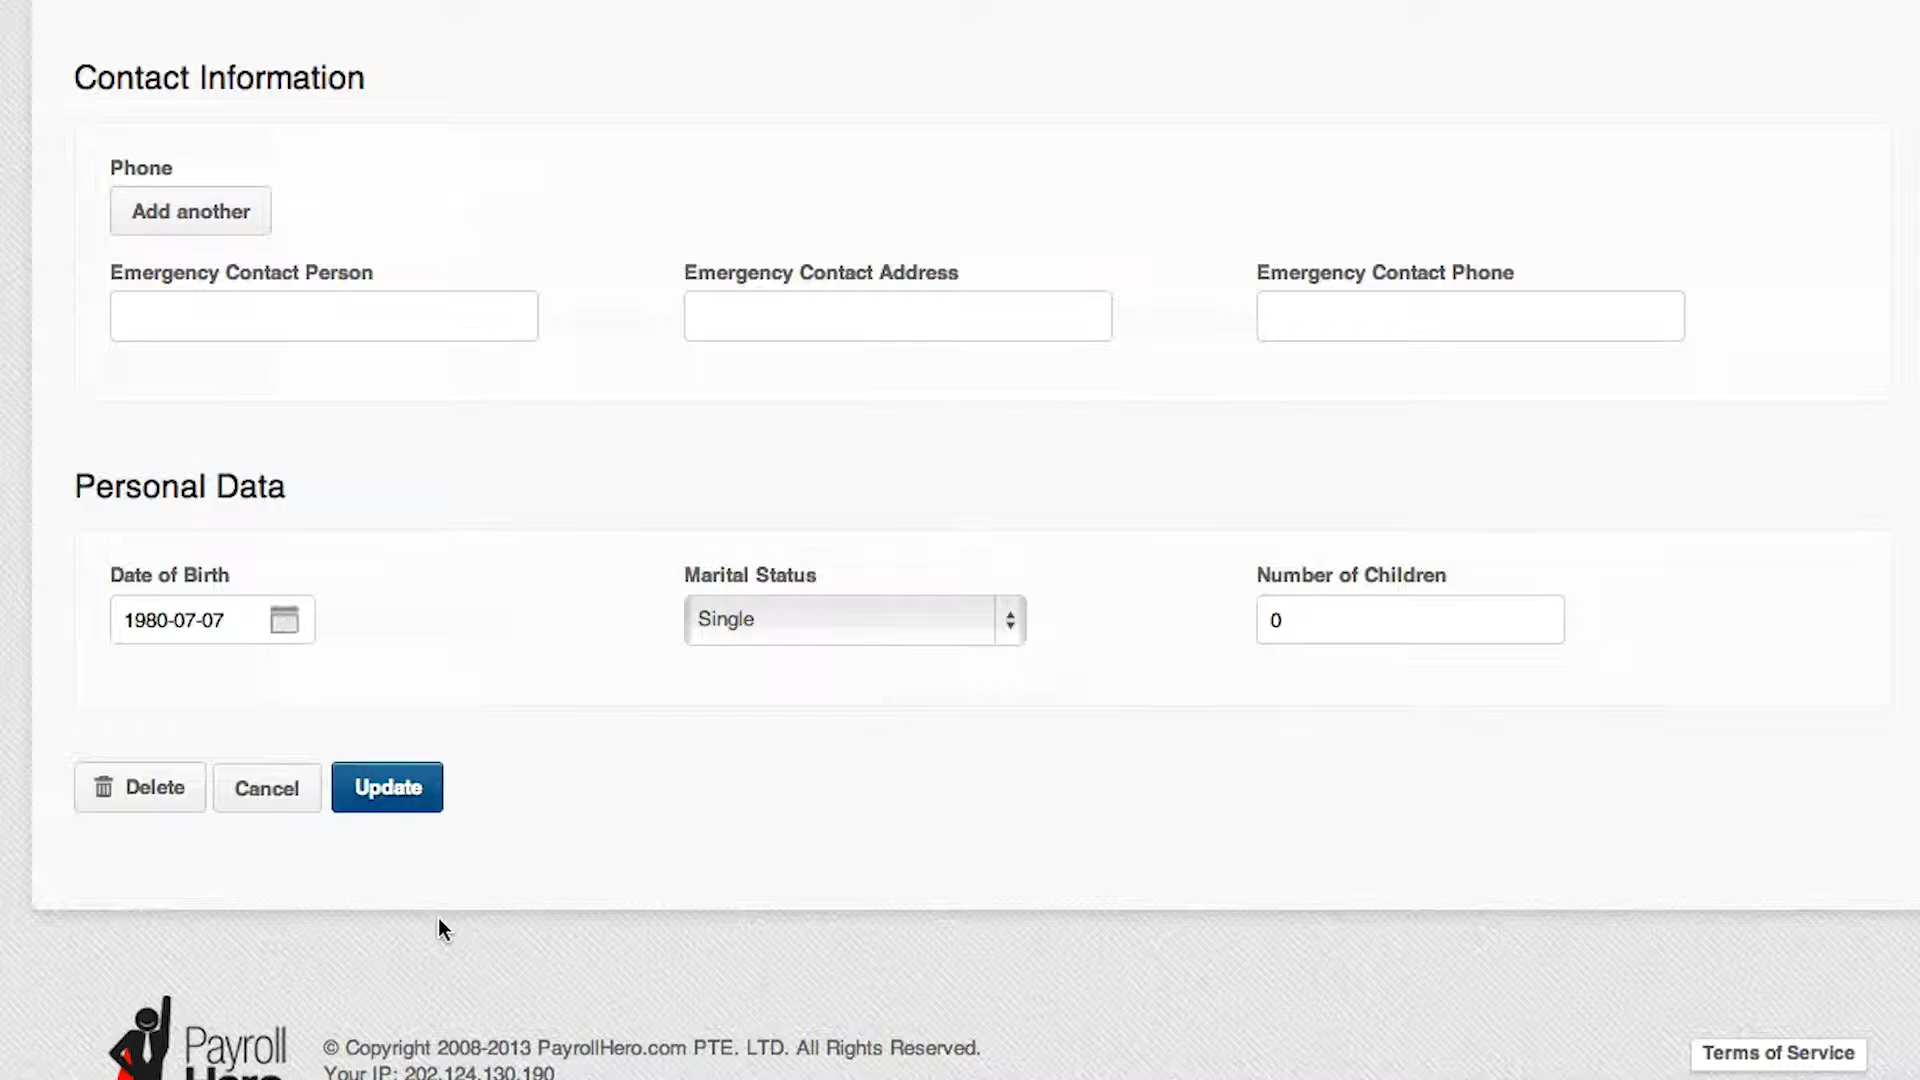 Contact Information
Phone
Add another
Emergency Contact Person
Emergency Contact Address
Emergency Contact Phone
Personal Data
Date of Birth
Marital Status
Number of Children
1980-07-07
Single
0
Delete
Cancel
Update
Payroll
Hero
© Copyright 2008-2013 PayrollHero.com PTE. LTD. All Rights Reserved.
Your IP: 202.124.130.190
Terms of Service